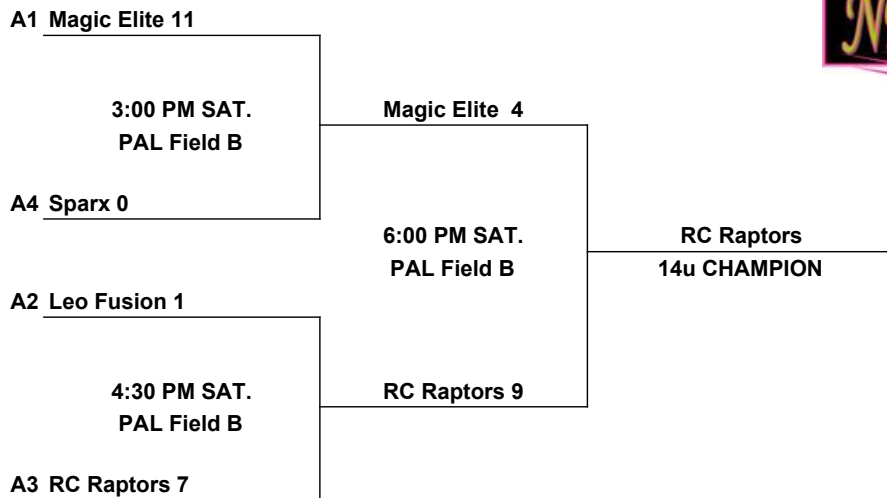 A1 Magic Elite 11
3:00 PM SAT.
PAL Field B
Magic Elite 4
A4 Sparx 0
6:00 PM SAT.
PAL Field B
RC Raptors
14u CHAMPION
A2 Leo Fusion 1
4:30 PM SAT.
PAL Field B
RC Raptors 9
A3 RC Raptors 7